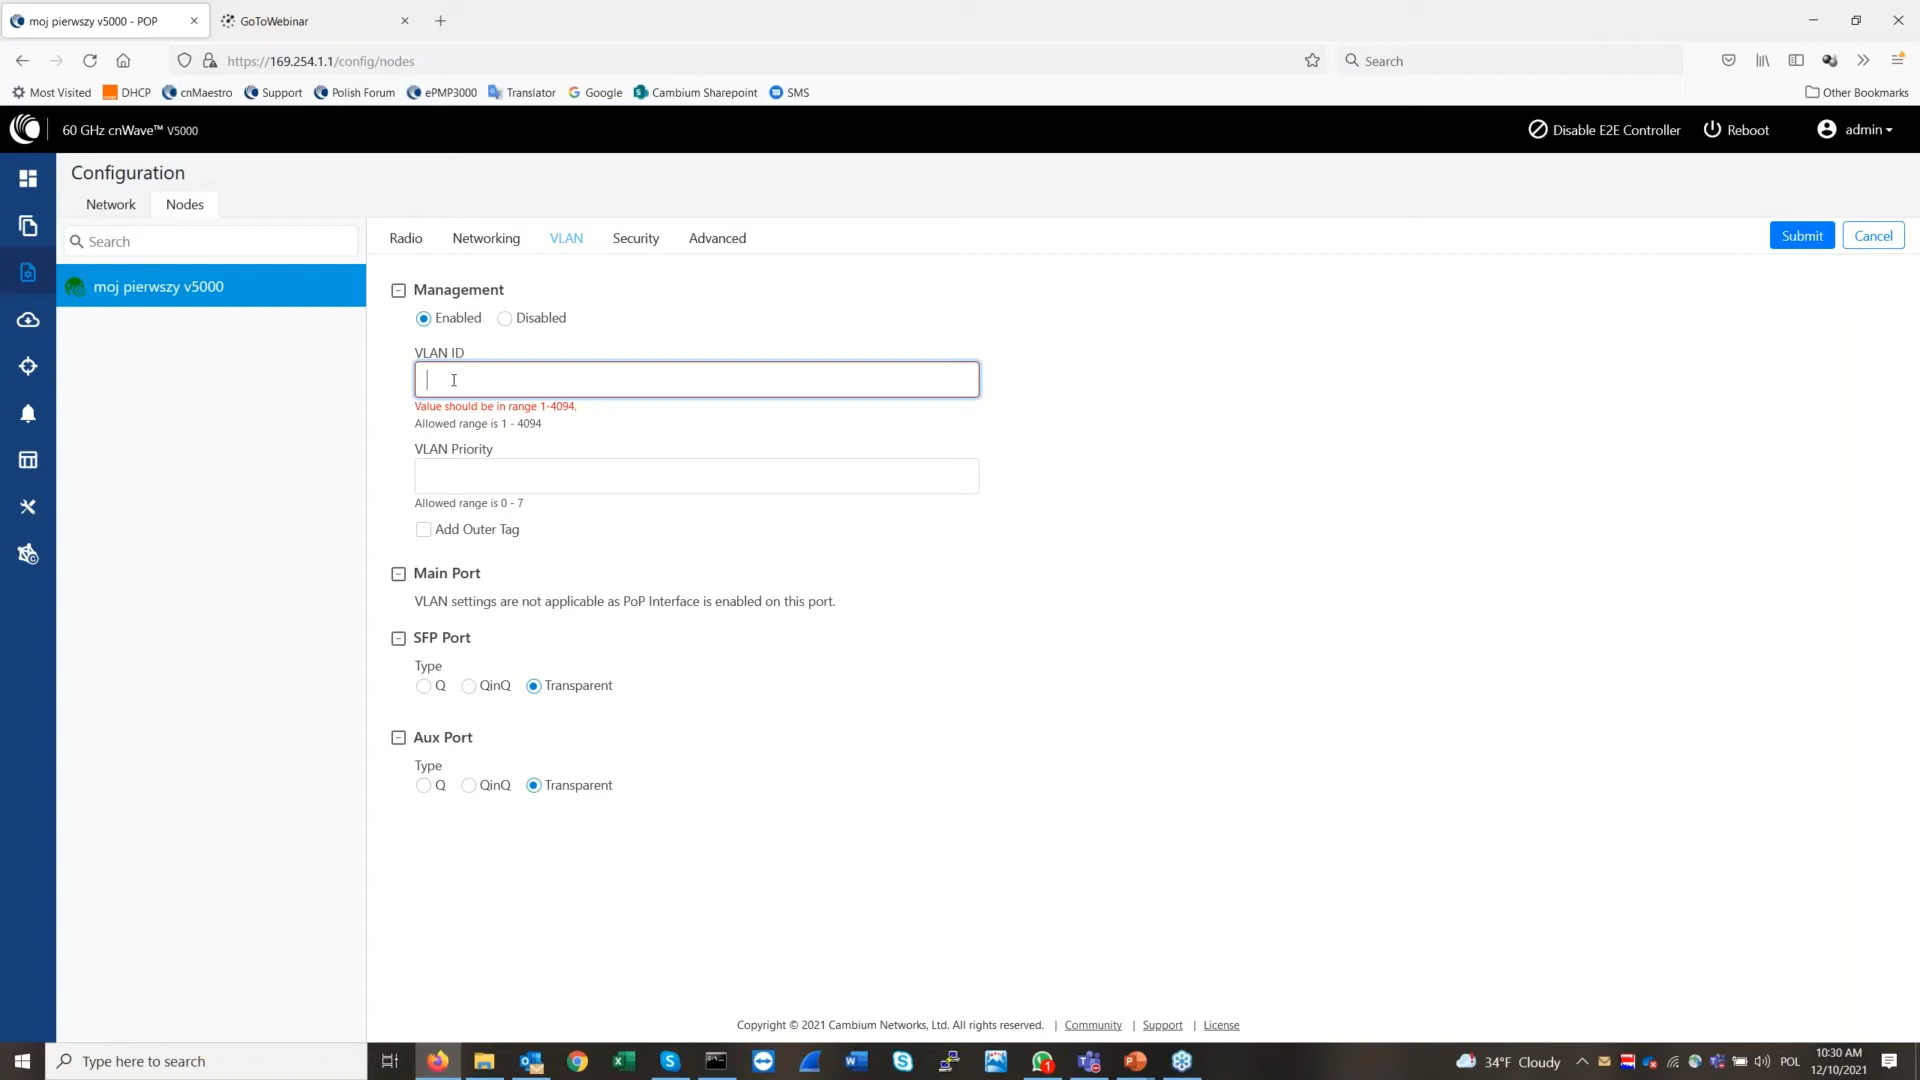 moj pierwszy v5000 - POP
GoToWebinar
https://169.254.1.1/config/nodes
Search
Most Visited
DHCP
cnMaestro
Support
Polish Forum
ePMP3000
Translator
Google
Cambium Sharepoint
SMS
Other Bookmarks
60 GHz cnWave™ V5000
Disable E2E Controller
Reboot
admin
Configuration
Network
Nodes
Search
Radio
Networking
VLAN
Security
Advanced
Submit
Cancel
moj pierwszy v5000
Management
Enabled
Disabled
VLAN ID
Value should be in range 1-4094.
Allowed range is 1 - 4094
VLAN Priority
Allowed range is 0 - 7
Add Outer Tag
Main Port
VLAN settings are not applicable as PoP Interface is enabled on this port.
SFP Port
Type
Q
QinQ
Transparent
Aux Port
Type
Q
QinQ
Transparent
Copyright © 2021 Cambium Networks, Ltd. All rights reserved. | Community | Support | License
Type here to search
34°F Cloudy
POL
10:30 AM
12/10/2021